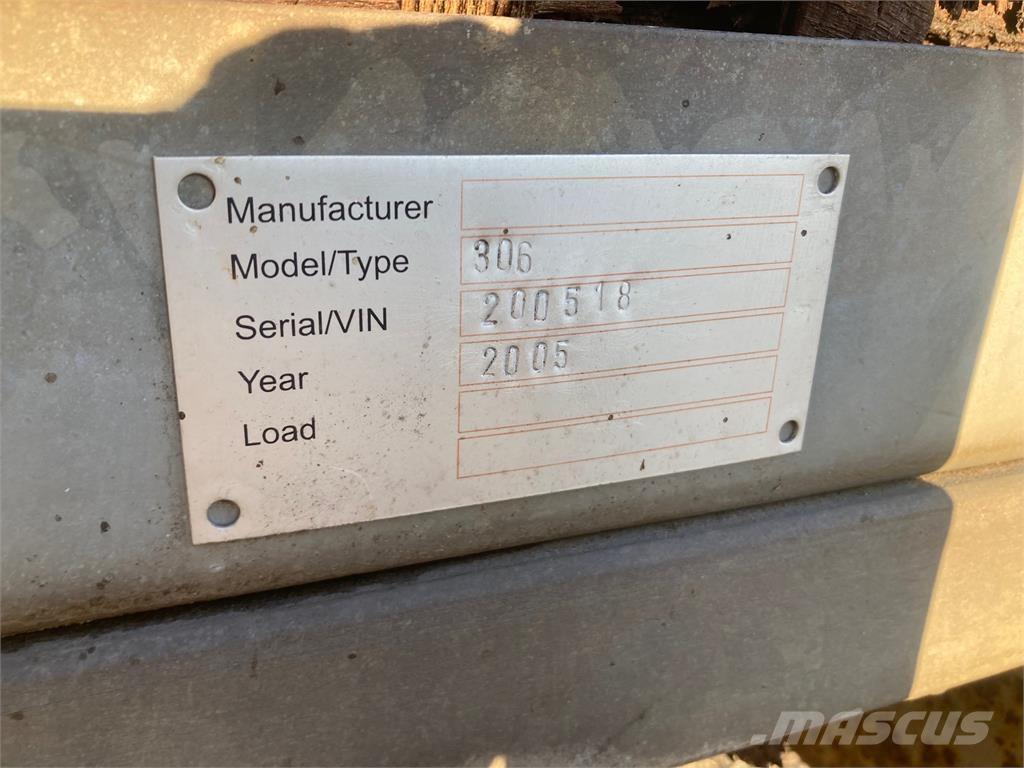 Manufacturer
Model/Type 306
Serial/VIN 200518
Year 2005
Load
MASCUS